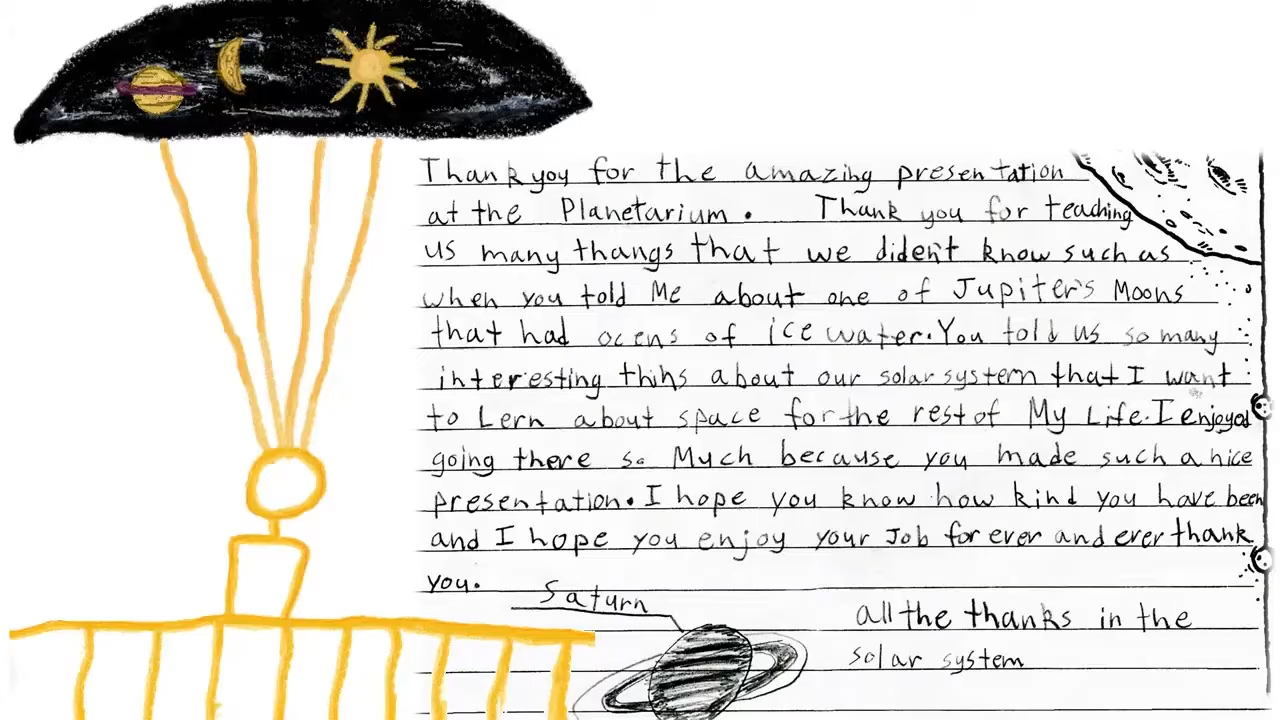 Thank you for the amazing presentation
at the Planetarium. Thank you for teaching
us many thangs that we diden't know such as
when you told Me about one of Jupiter's Moons
that had ocens of ice water. You told us so many
interesting thihs about our solar system that I want
to Lern about space for the rest of My Life. I enjoyed
going there so Much because you made such a nice
presentation. I hope you know how kind you have been
and I hope you enjoy your Job for ever and ever thank
you.
Saturn
all the thanks in the
solar system